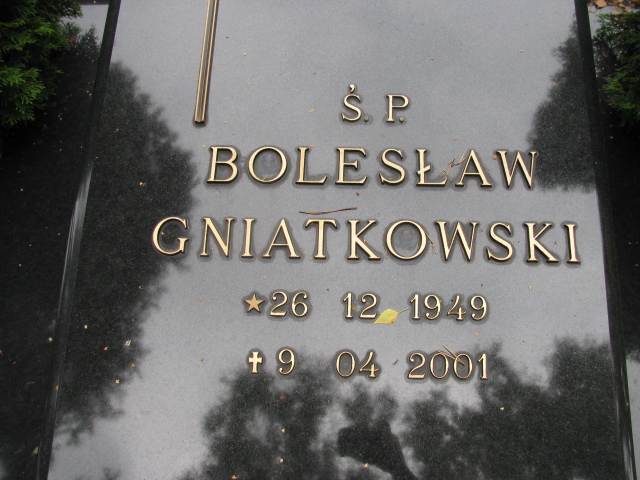 Ś. P.
BOLESŁAW
GNIATKOWSKI
★26 12 1949
✝9 04 2001